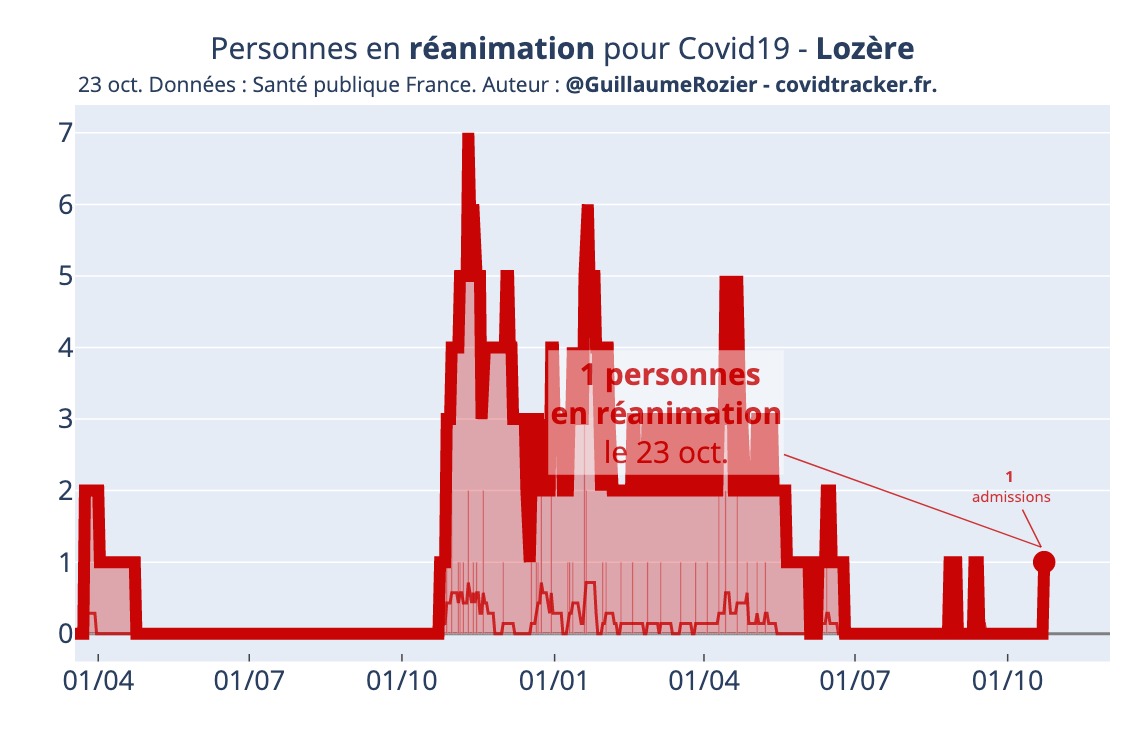 Personnes en réanimation pour Covid19 - Lozère
23 oct. Données : Santé publique France. Auteur : @GuillaumeRozier - covidtracker.fr.
7
6
5
4
3
2
1
0
1 personnes
en réanimation
le 23 oct.
1
admissions
01/04 01/07 01/10 01/01 01/04 01/07 01/10